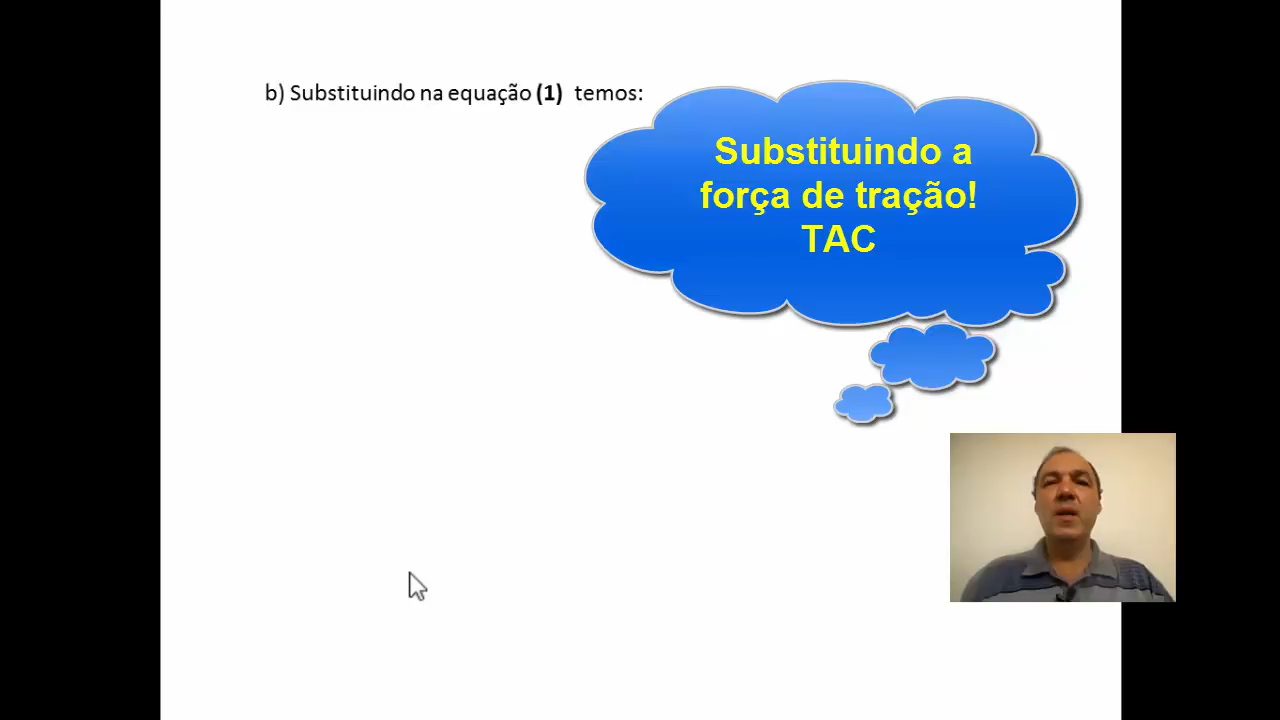 b) Substituindo na equação (1) temos:
Substituindo a
força de tração!
TAC